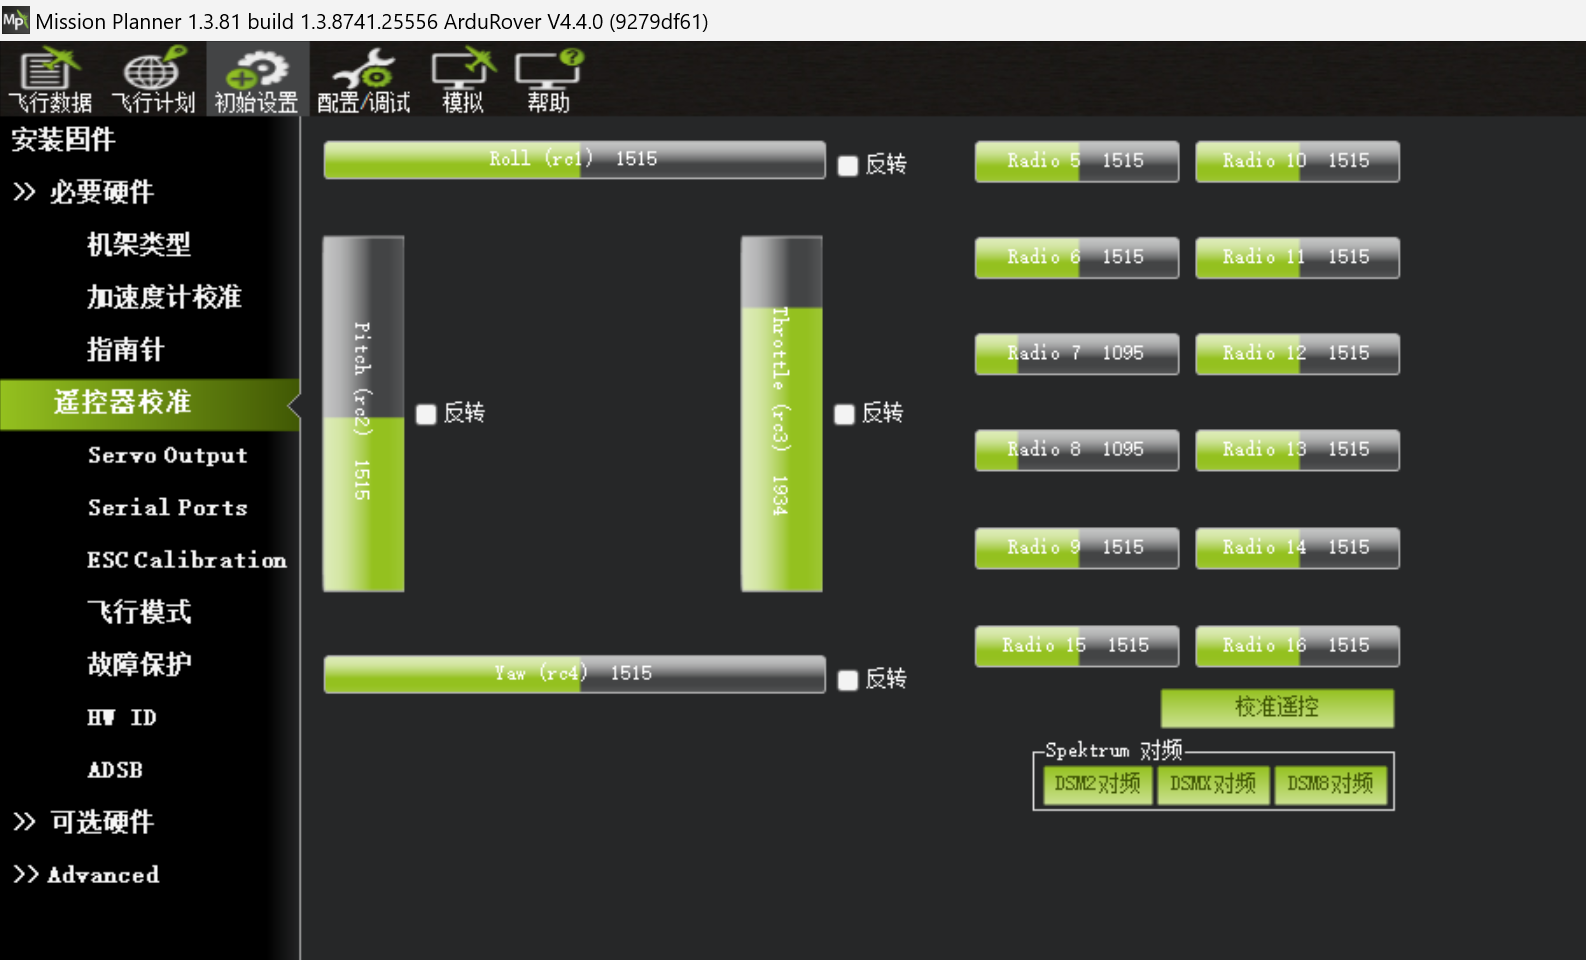 Mission Planner 1.3.81 build 1.3.8741.25556 ArduRover V4.4.0 (9279df61)
飞行数据 飞行计划 初始设置 配置/调试 模拟 帮助
安装固件
>> 必要硬件
机架类型
加速度计校准
指南针
遥控器校准
Servo Output
Serial Ports
ESC Calibration
飞行模式
故障保护
HW ID
ADSB
>> 可选硬件
>> Advanced
Roll (rc1) 1515
反转
Pitch (rc2) 1515
反转
Throttle (rc3) 1934
反转
Yaw (rc4) 1515
反转
Radio 5 1515
Radio 10 1515
Radio 6 1515
Radio 11 1515
Radio 7 1095
Radio 12 1515
Radio 8 1095
Radio 13 1515
Radio 9 1515
Radio 14 1515
Radio 15 1515
Radio 16 1515
校准遥控
Spektrum 对频
DSM2对频 DSMX对频 DSM8对频